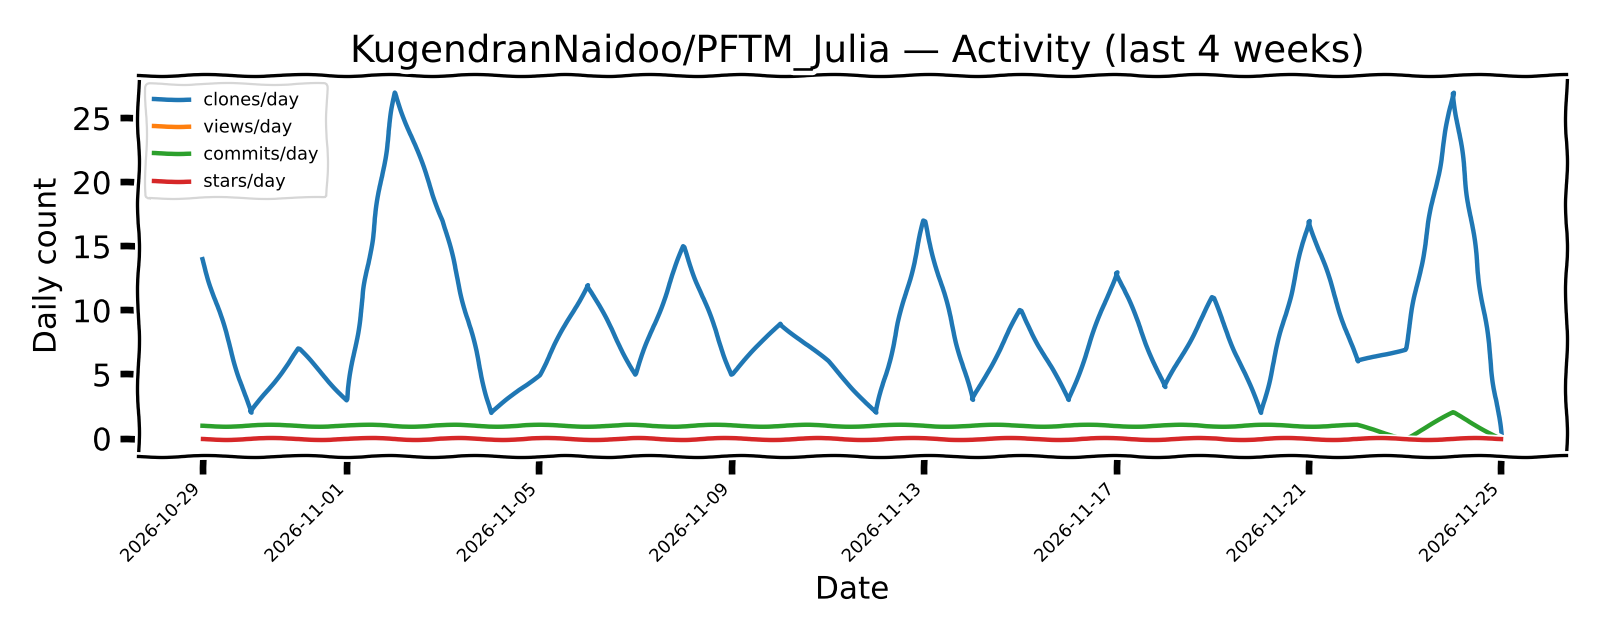 KugendranNaidoo/PFTM_Julia — Activity (last 4 weeks)
clones/day
views/day
commits/day
stars/day
Daily count
25
20
15
10
5
0
2026-10-29
2026-11-01
2026-11-05
2026-11-09
2026-11-13
2026-11-17
2026-11-21
2026-11-25
Date